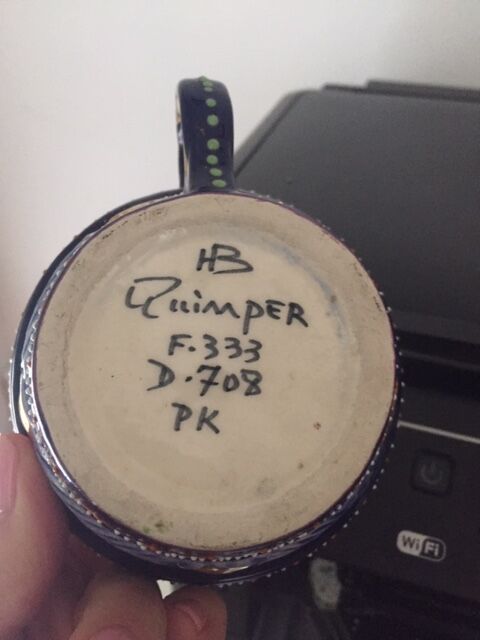 HB
Quimper
F.333
D.708
PK
WiFi